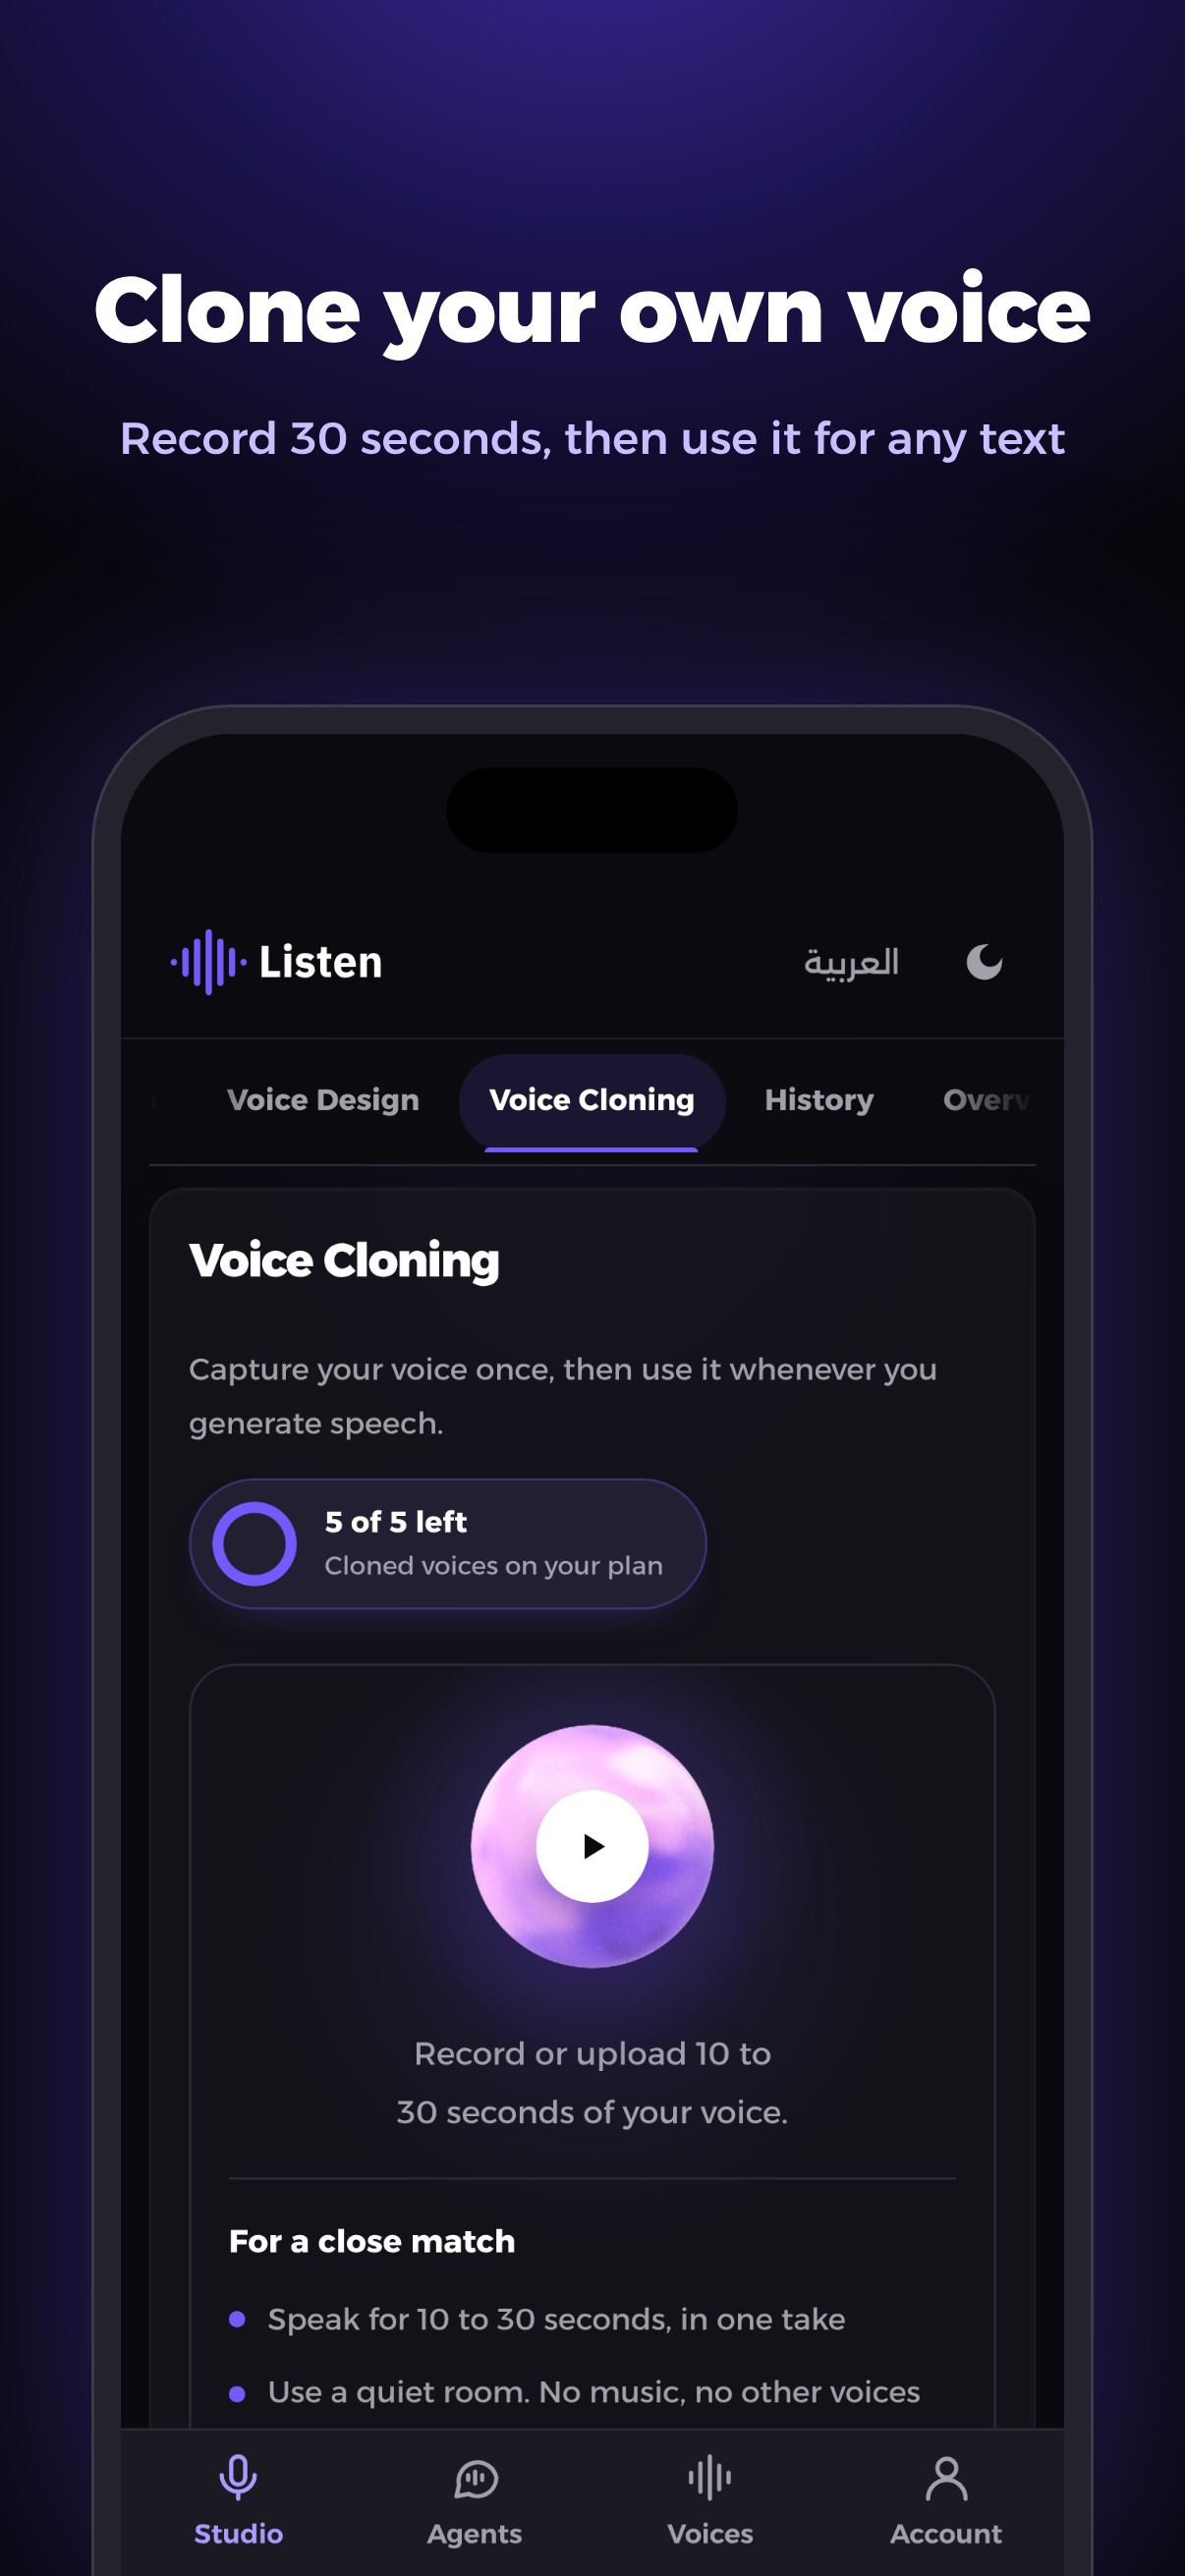 Clone your own voice
Record 30 seconds, then use it for any text
Listen
العربية
Voice Design
Voice Cloning
History
Voice Cloning
Capture your voice once, then use it whenever you
generate speech.
5 of 5 left
Cloned voices on your plan
Record or upload 10 to
30 seconds of your voice.
For a close match
Speak for 10 to 30 seconds, in one take
Use a quiet room. No music, no other voices
Studio
Agents
Voices
Account